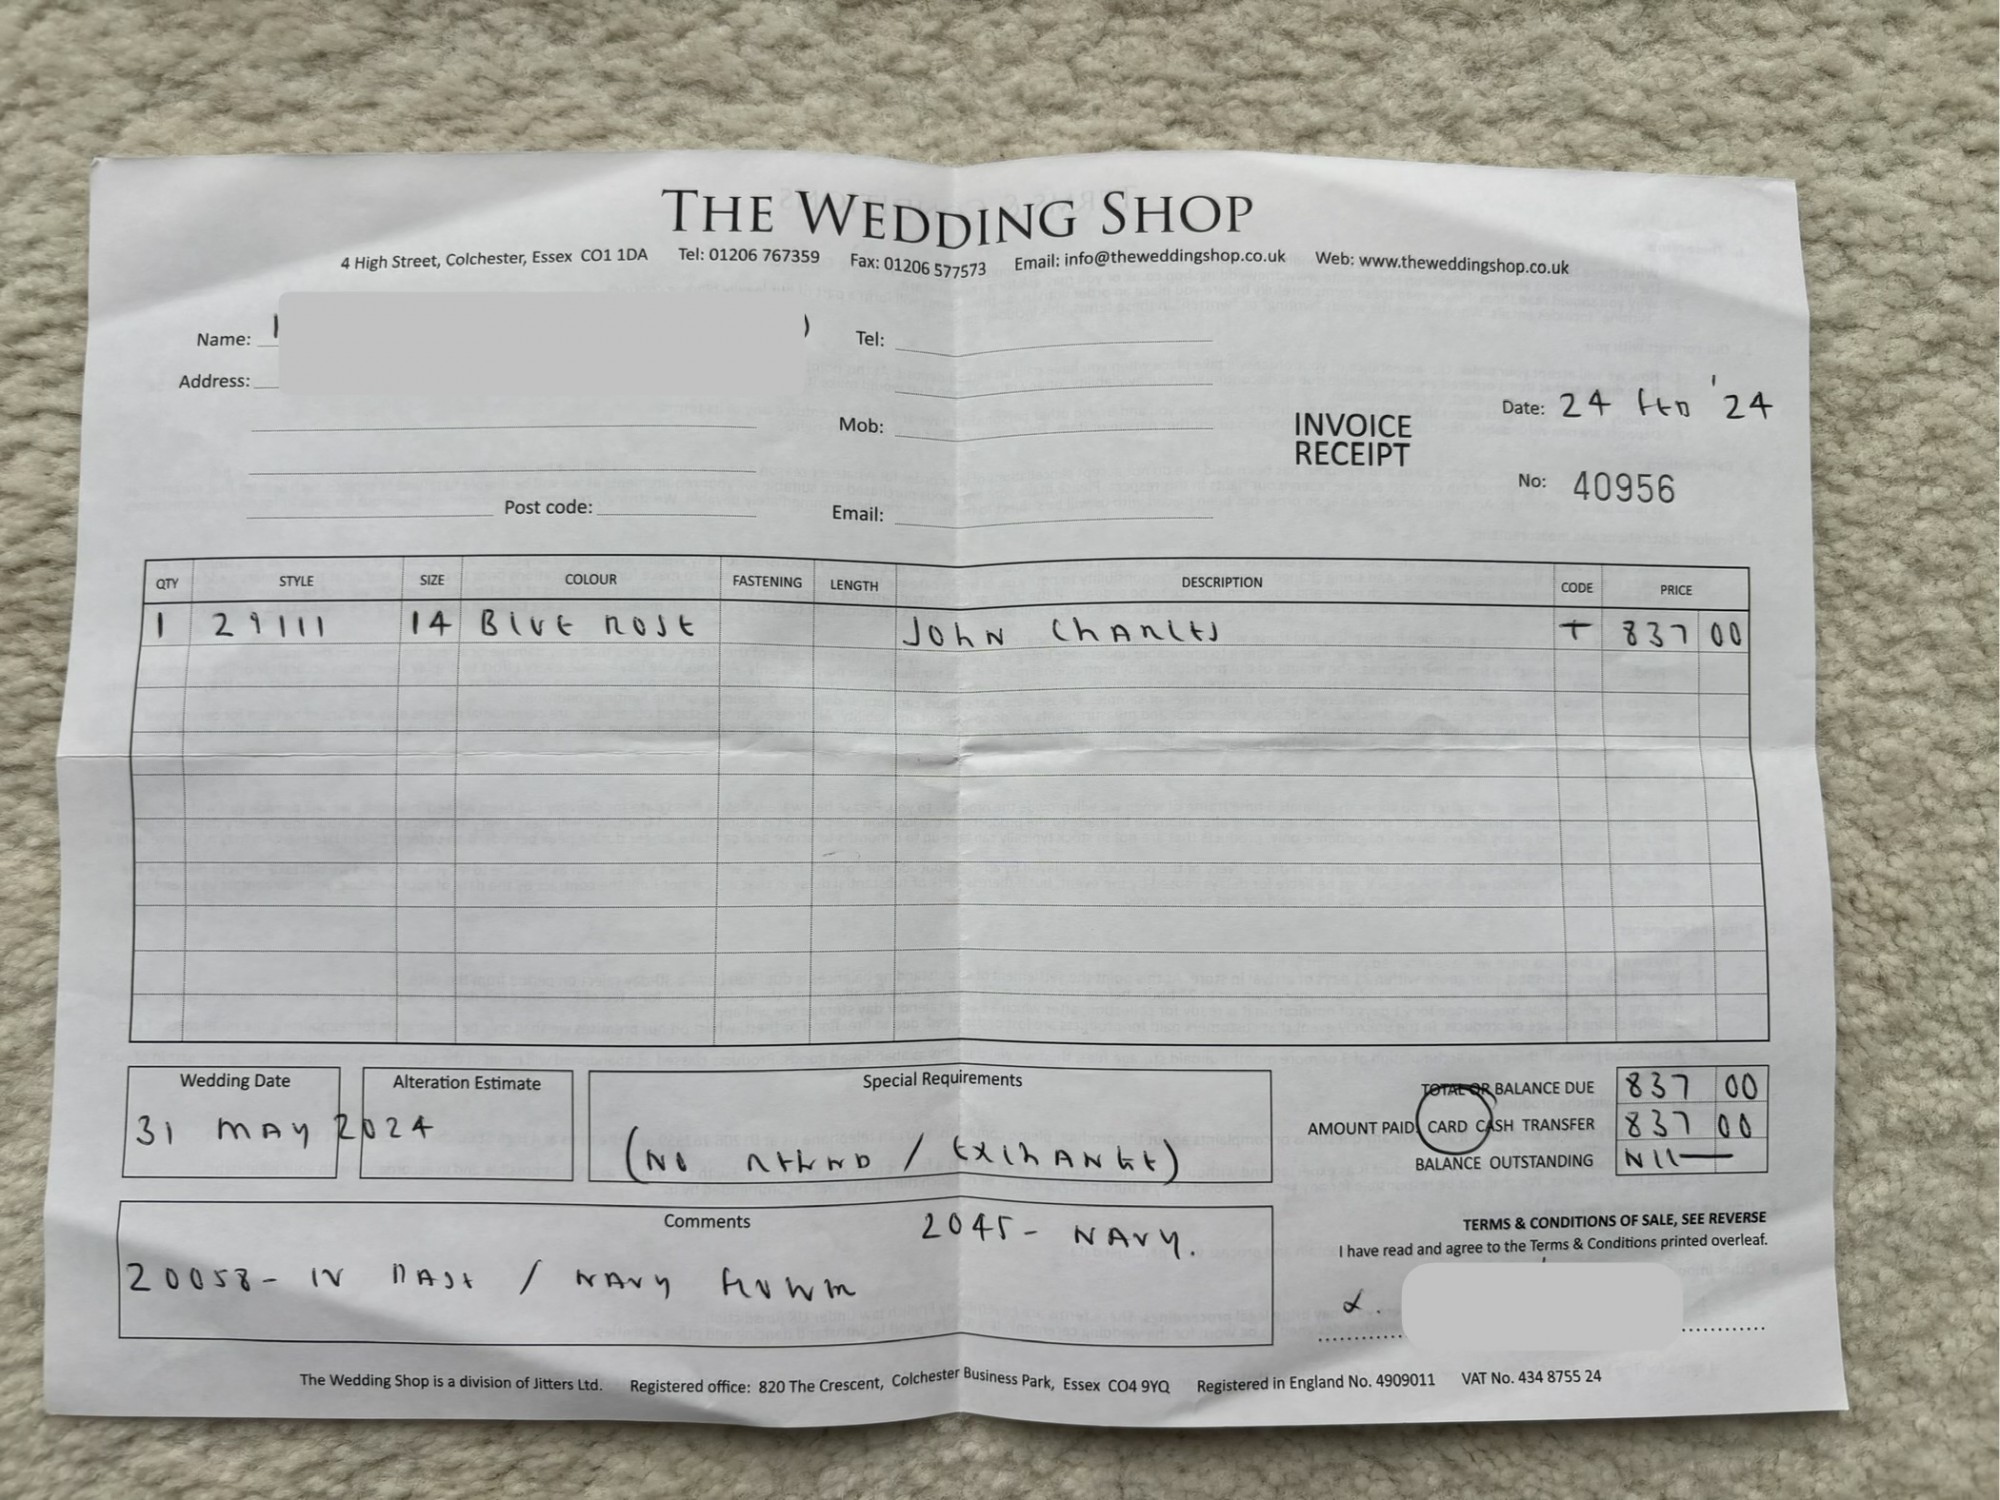 THE WEDDING SHOP
4 High Street, Colchester, Essex CO1 1DA Tel: 01206 767359 Fax: 01206 577573 Email: info@theweddingshop.co.uk Web: www.theweddingshop.co.uk
Name:
Address:
Post code:
Tel:
Mob:
Email:
INVOICE
RECEIPT
Date: 24 FEB '24
No: 40956
QTY STYLE SIZE COLOUR FASTENING LENGTH DESCRIPTION CODE PRICE
1 29111 14 BLUE ROSE JOHN CHARLES T 837 00
Wedding Date
31 MAY 2024
Alteration Estimate
Special Requirements
(NO REFUND / EXCHANGE)
TOTAL OR BALANCE DUE 837 00
AMOUNT PAID CARD CASH TRANSFER 837 00
BALANCE OUTSTANDING NIL
Comments
2045 - NAVY.
20058 - IV BASE / NAVY
TERMS & CONDITIONS OF SALE, SEE REVERSE
I have read and agree to the Terms & Conditions printed overleaf.
The Wedding Shop is a division of Jitters Ltd. Registered office: 820 The Crescent, Colchester Business Park, Essex CO4 9YQ Registered in England No. 4909011 VAT No. 434 8755 24